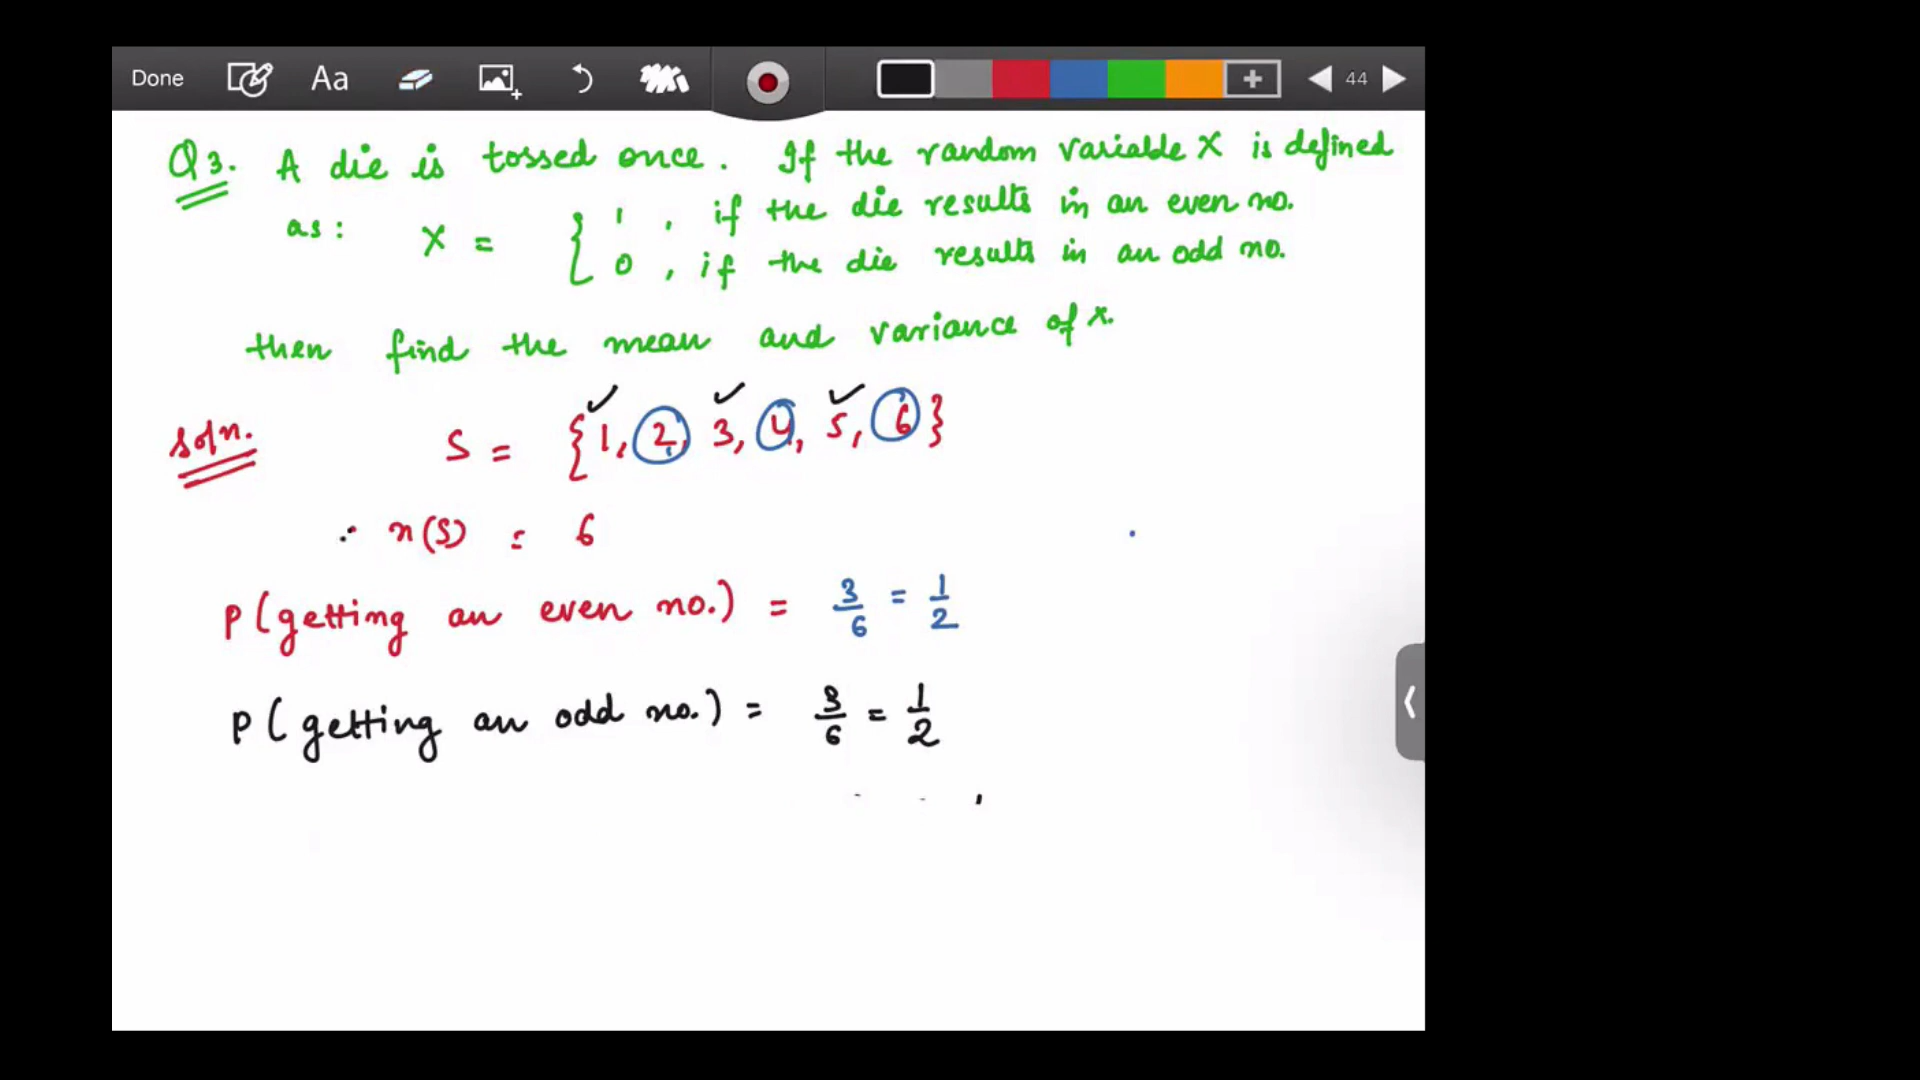 Done Aa 44
Q3. A die is tossed once. If the random variable X is defined
as: X = { 1, if the die results in an even no.
0, if the die results in an odd no.
then find the mean and variance of x.
Soln. S = {1, 2, 3, 4, 5, 6}
∴ n(S) = 6
P(getting an even no.) = 3/6 = 1/2
P(getting an odd no.) = 3/6 = 1/2